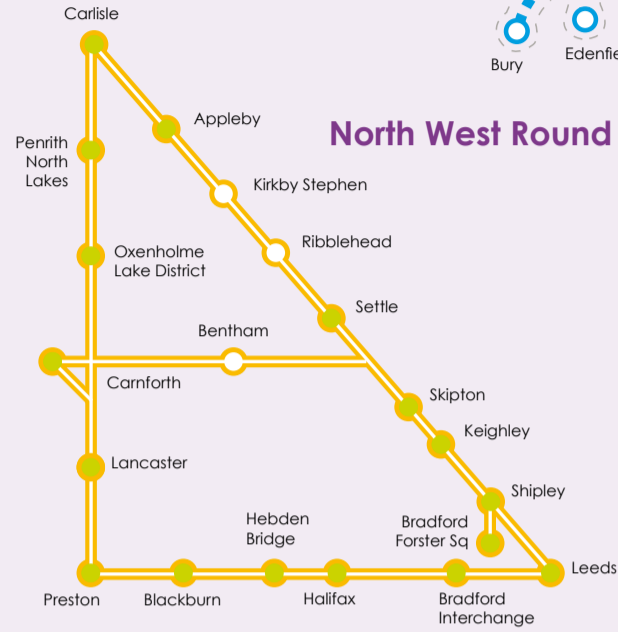 Carlisle
Bury
Appleby
North West Round
Penrith
North
Lakes
Kirkby Stephen
Ribblehead
Oxenholme
Lake District
Settle
Bentham
Carnforth
Skipton
Keighley
Lancaster
Shipley
Hebden
Bridge
Bradford
Forster Sq
Leeds
Preston
Blackburn
Halifax
Bradford
Interchange